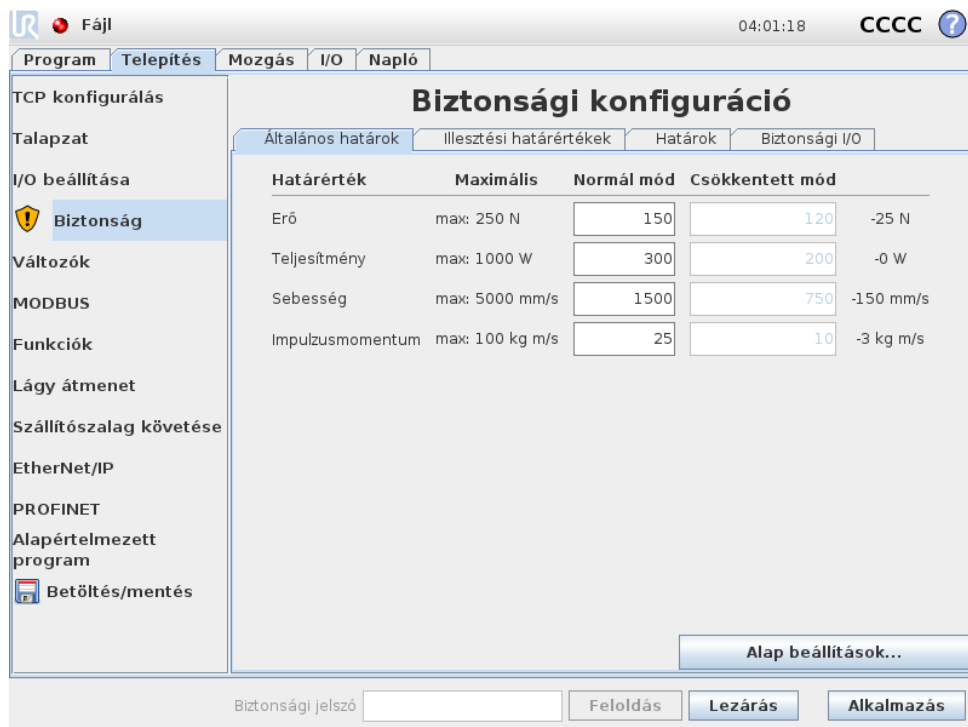 UR Fájl 04:01:18 CCCC ?
Program Telepítés Mozgás I/O Napló
TCP konfigurálás
Talapzat
I/O beállítása
Biztonság
Változók
MODBUS
Funkciók
Lágy átmenet
Szállítószalag követése
EtherNet/IP
PROFINET
Alapértelmezett
program
Betöltés/mentés
Biztonsági konfiguráció
Általános határok Illesztési határértékek Határok Biztonsági I/O
Határérték Maximális Normál mód Csökkentett mód
Erő max: 250 N 150 120 -25 N
Teljesítmény max: 1000 W 300 200 -0 W
Sebesség max: 5000 mm/s 1500 750 -150 mm/s
Impulzusmomentum max: 100 kg m/s 25 10 -3 kg m/s
Alap beállítások...
Biztonsági jelszó Feloldás Lezárás Alkalmazás